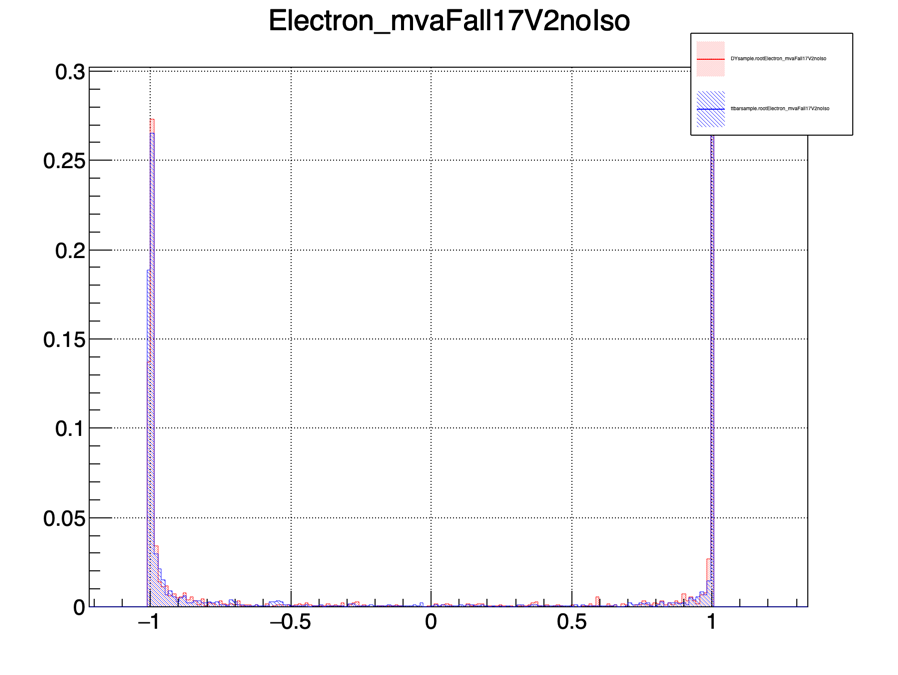 Electron_mvaFall17V2noIso
DYsample.rootElectron_mvaFall17V2noIso
ttbarsample.rootElectron_mvaFall17V2noIso
0.3
0.25
0.2
0.15
0.1
0.05
0
−1 −0.5 0 0.5 1